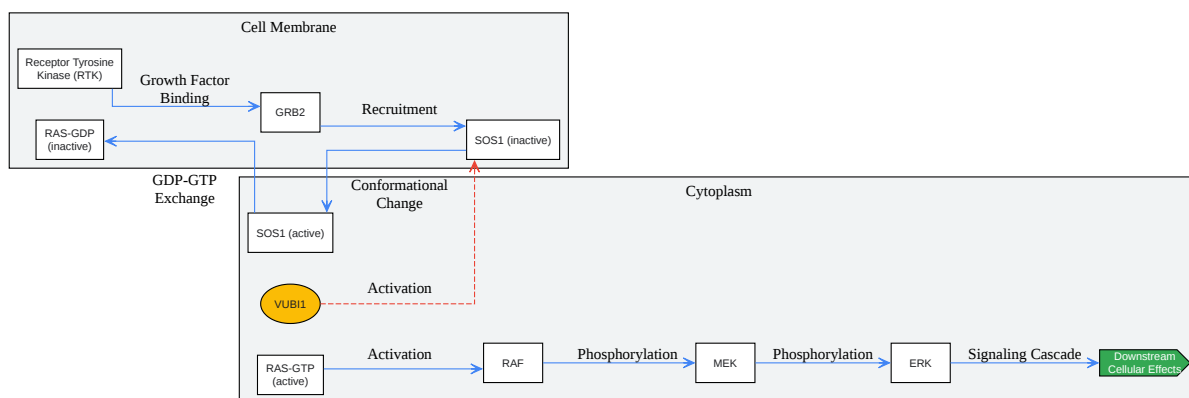 Cell Membrane
Receptor Tyrosine
Kinase (RTK)
Growth Factor
Binding
GRB2
Recruitment
RAS-GDP
(inactive)
SOS1 (inactive)
GDP-GTP
Exchange
Conformational
Change
Cytoplasm
SOS1 (active)
VUBI1
Activation
RAS-GTP
(active)
Activation
RAF
Phosphorylation
MEK
Phosphorylation
ERK
Signaling Cascade
Downstream
Cellular Effects